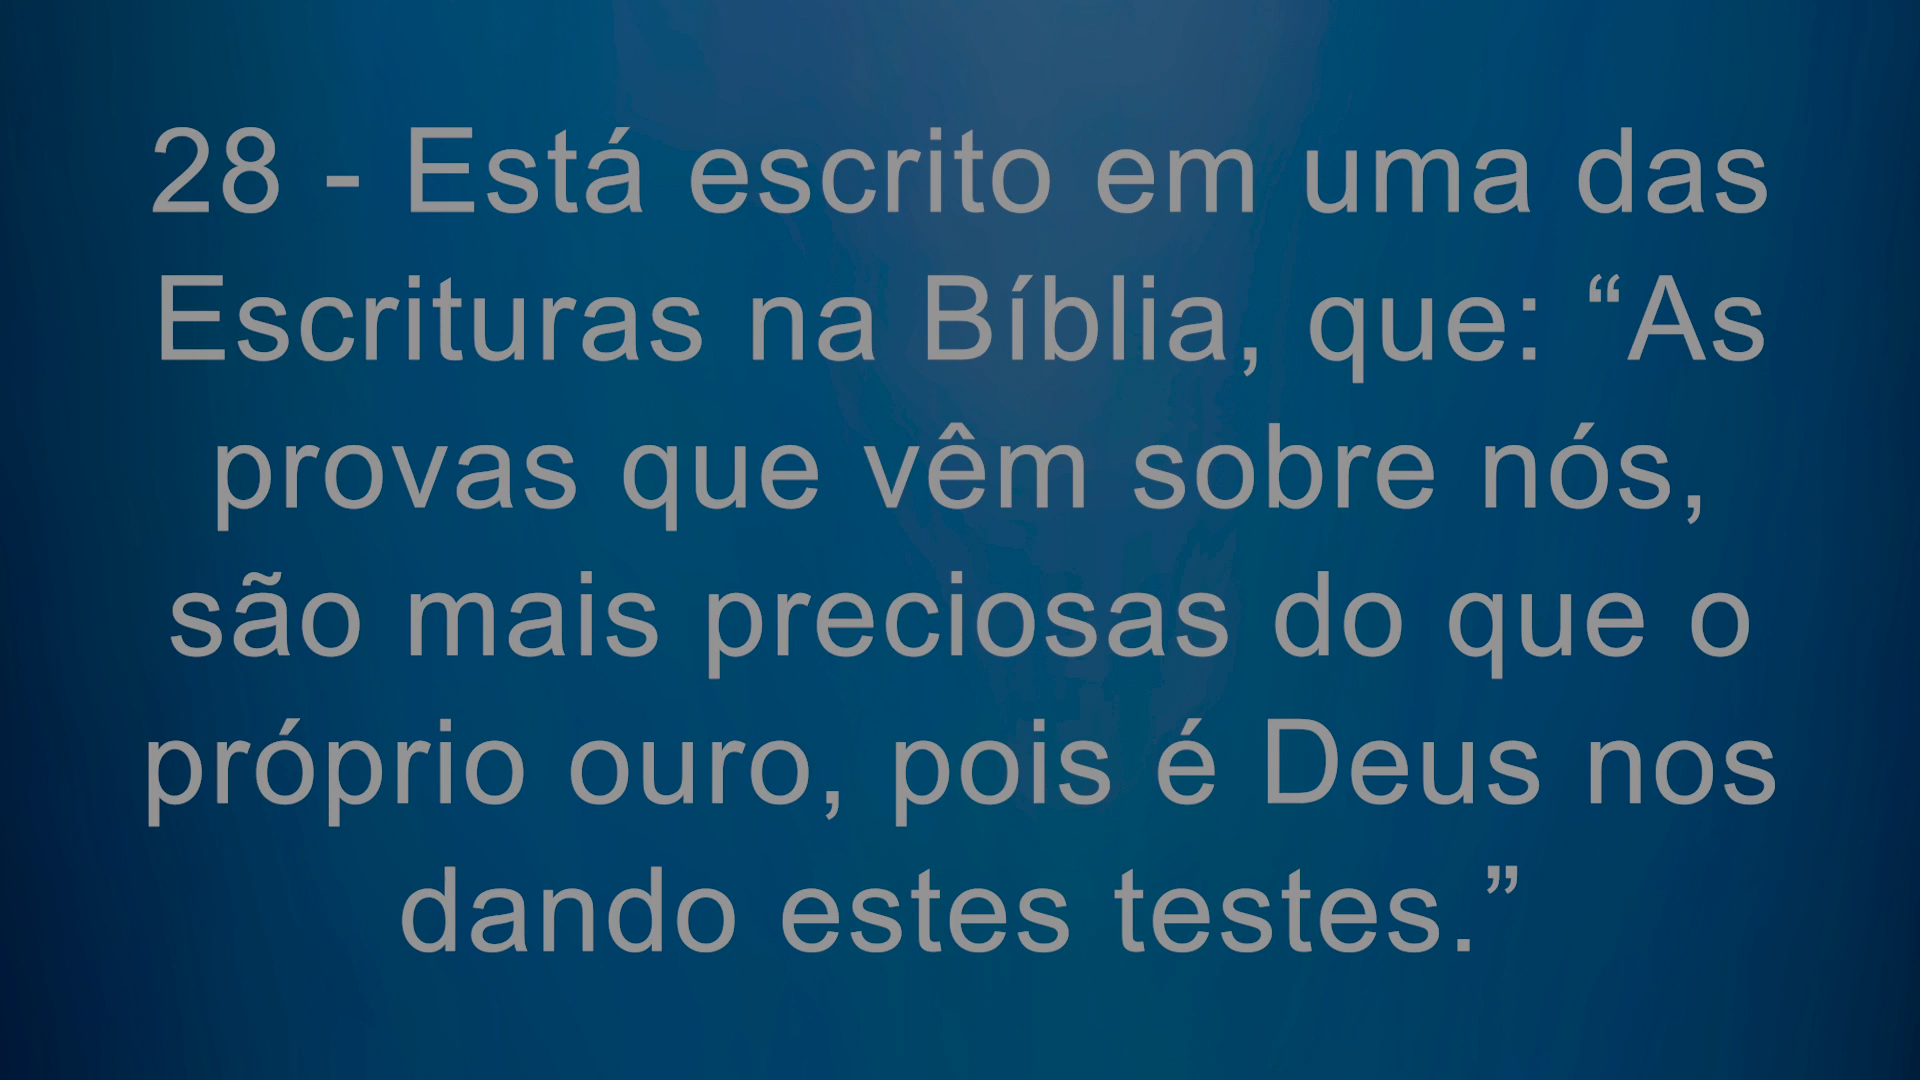 28 - Está escrito em uma das
Escrituras na Bíblia, que: “As
provas que vêm sobre nós,
são mais preciosas do que o
próprio ouro, pois é Deus nos
dando estes testes.”